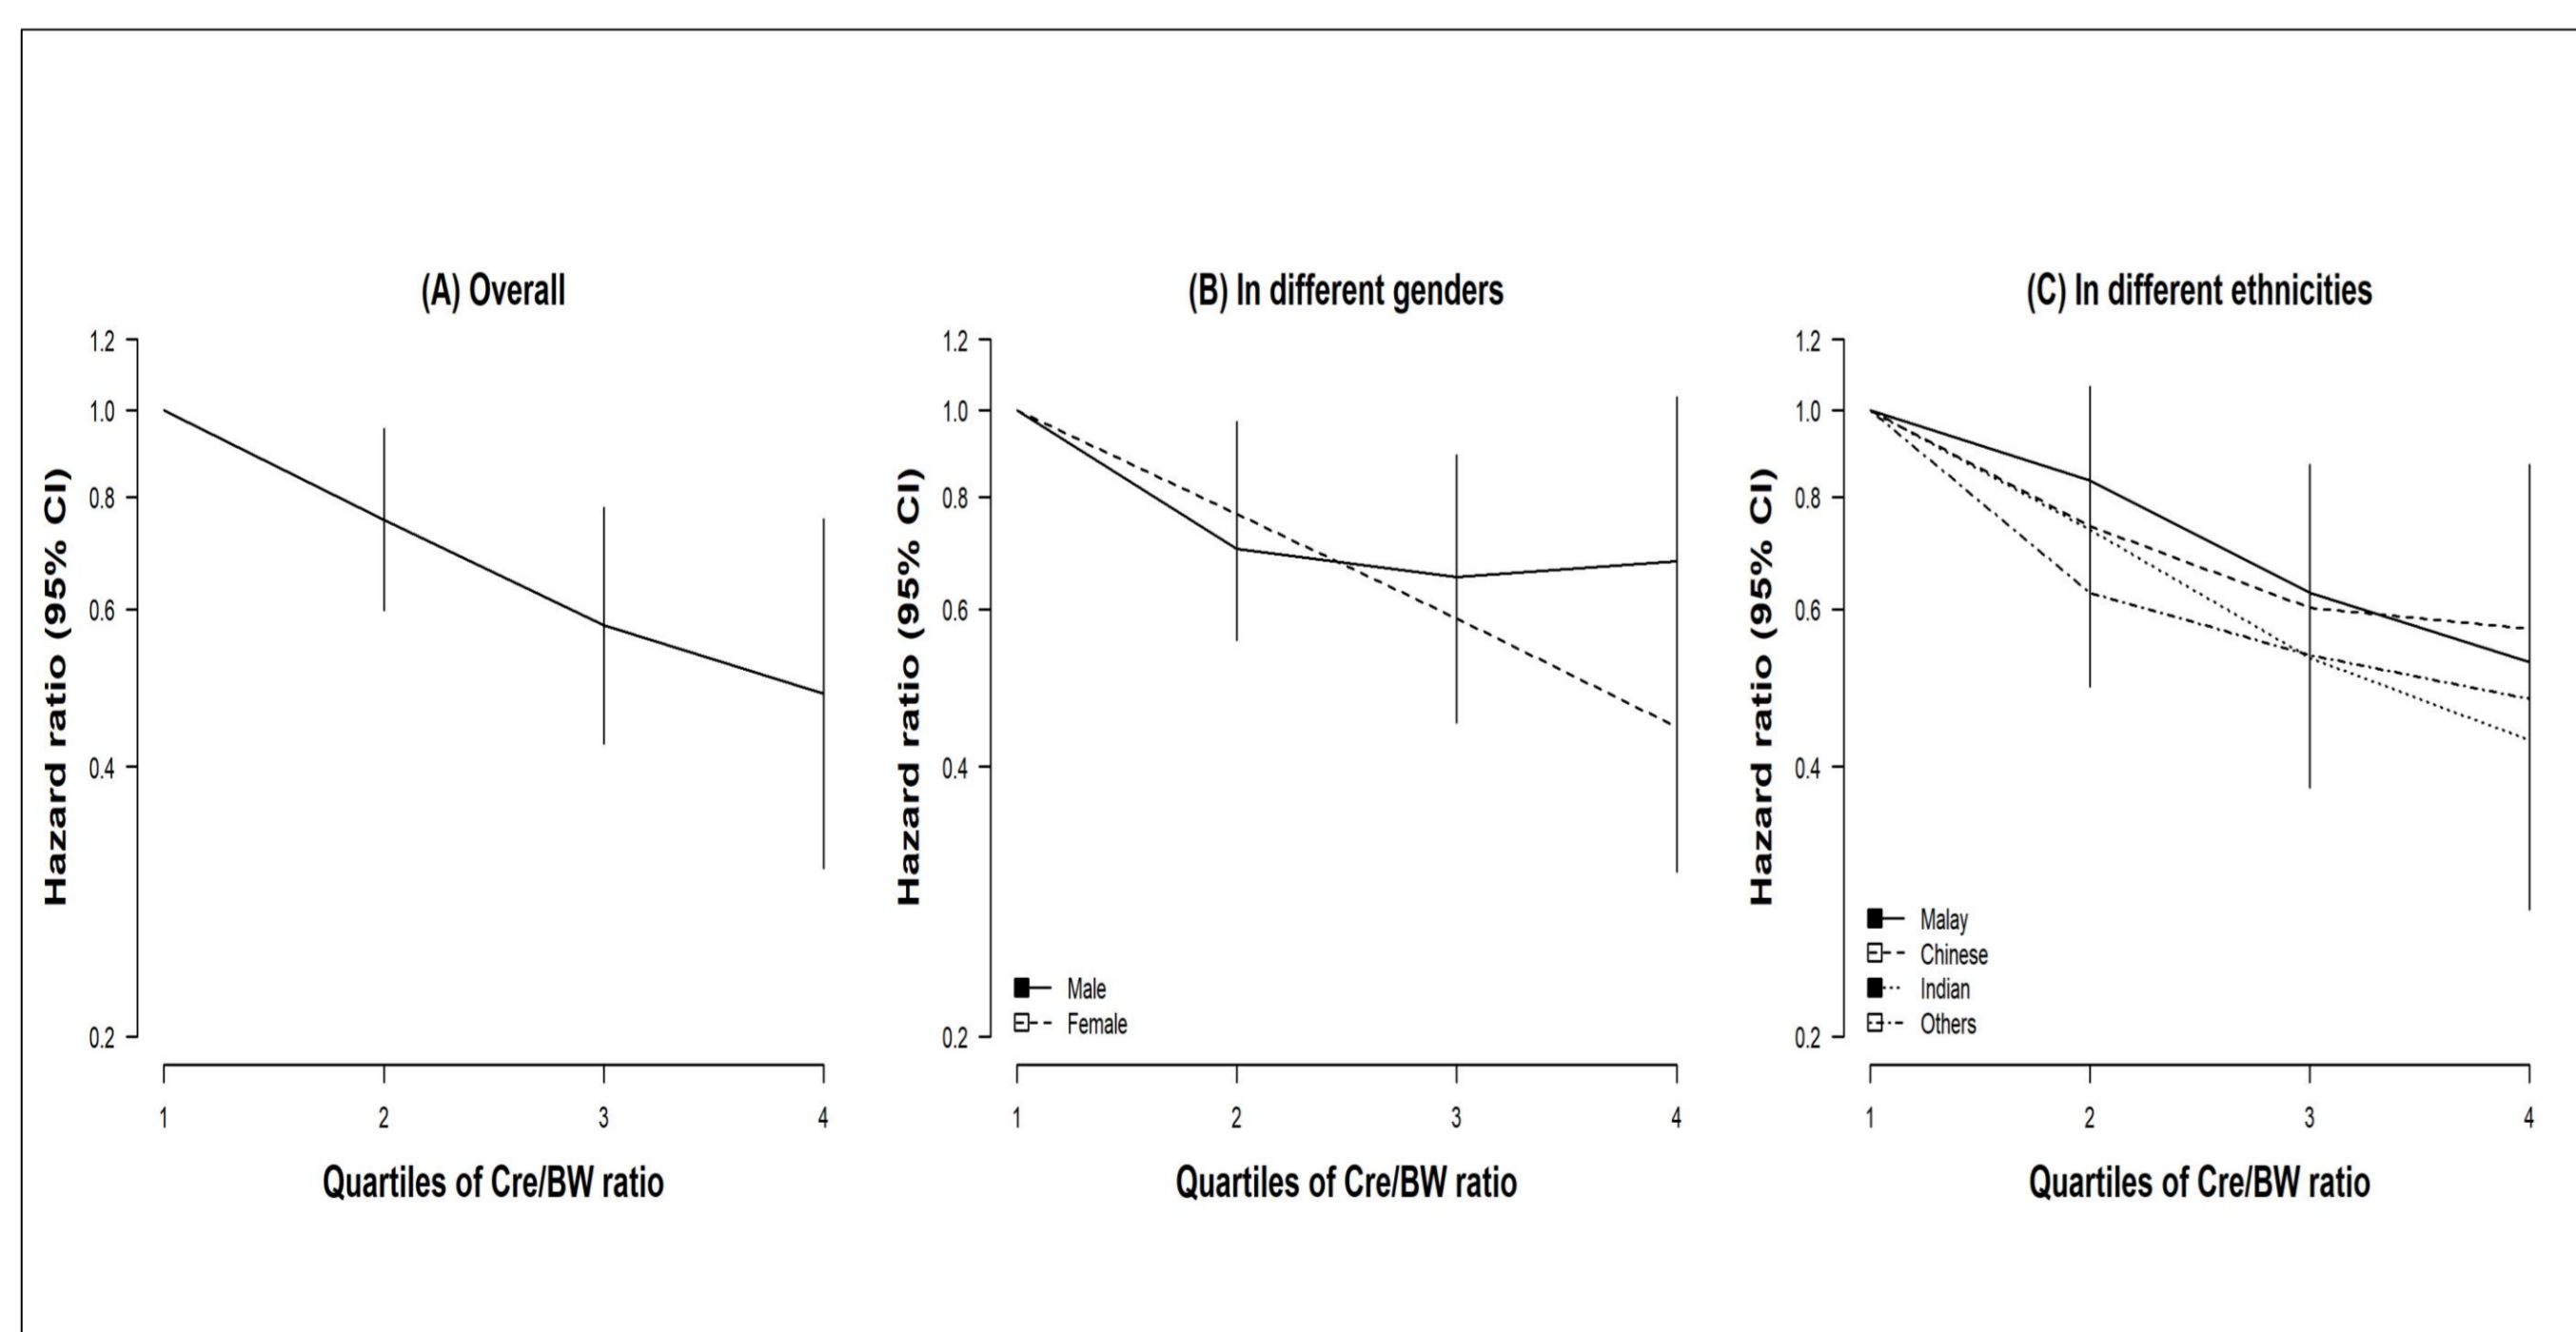 (A) Overall
Hazard ratio (95% CI)
1.2
1.0
0.8
0.6
0.4
0.2
1 2 3 4
Quartiles of Cre/BW ratio
(B) In different genders
Hazard ratio (95% CI)
1.2
1.0
0.8
0.6
0.4
0.2
Male
Female
1 2 3 4
Quartiles of Cre/BW ratio
(C) In different ethnicities
Hazard ratio (95% CI)
1.2
1.0
0.8
0.6
0.4
0.2
Malay
Chinese
Indian
Others
1 2 3 4
Quartiles of Cre/BW ratio